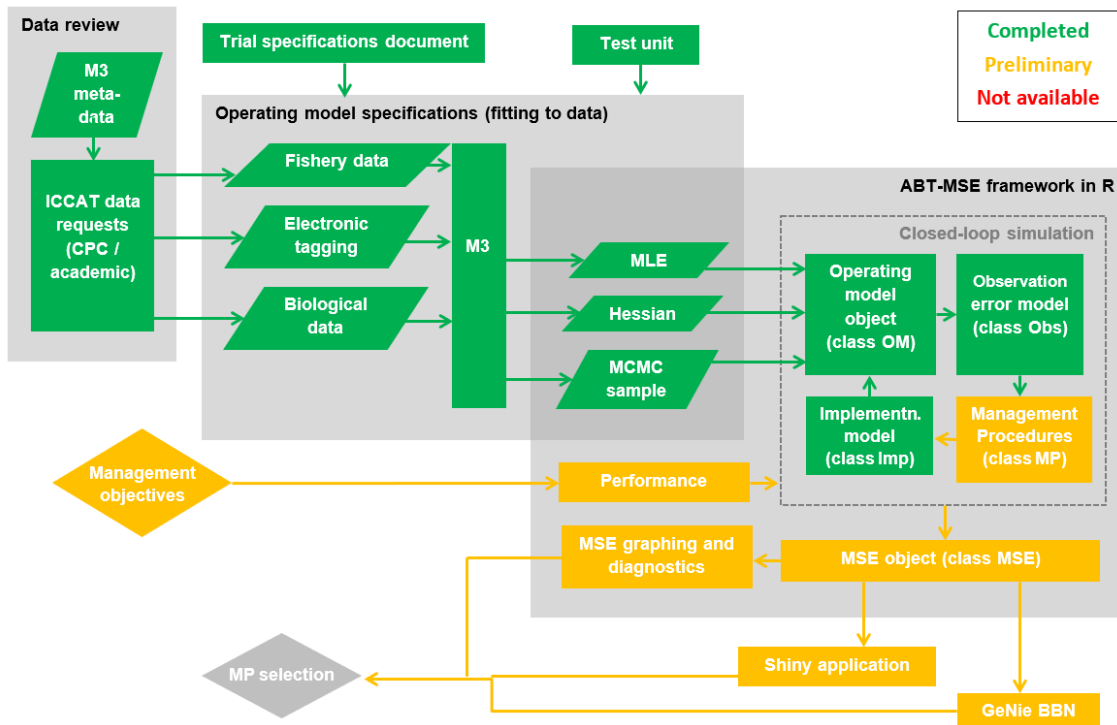 Data review
M3
meta-
data
ICCAT data
requests
(CPC /
academic)
Trial specifications document
Test unit
Completed
Preliminary
Not available
Operating model specifications (fitting to data)
Fishery data
Electronic
tagging
Biological
data
M3
ABT-MSE framework in R
MLE
Hessian
MCMC
sample
Closed-loop simulation
Operating
model
object
(class OM)
Observation
error model
(class Obs)
Implementn.
model
(class Imp)
Management
Procedures
(class MP)
Management
objectives
Performance
MSE graphing and
diagnostics
MSE object (class MSE)
MP selection
Shiny application
GeNie BBN